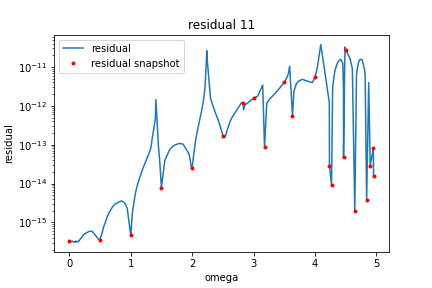 residual 11
residual
residual snapshot
10⁻¹¹
10⁻¹²
10⁻¹³
10⁻¹⁴
10⁻¹⁵
residual
0 1 2 3 4 5
omega